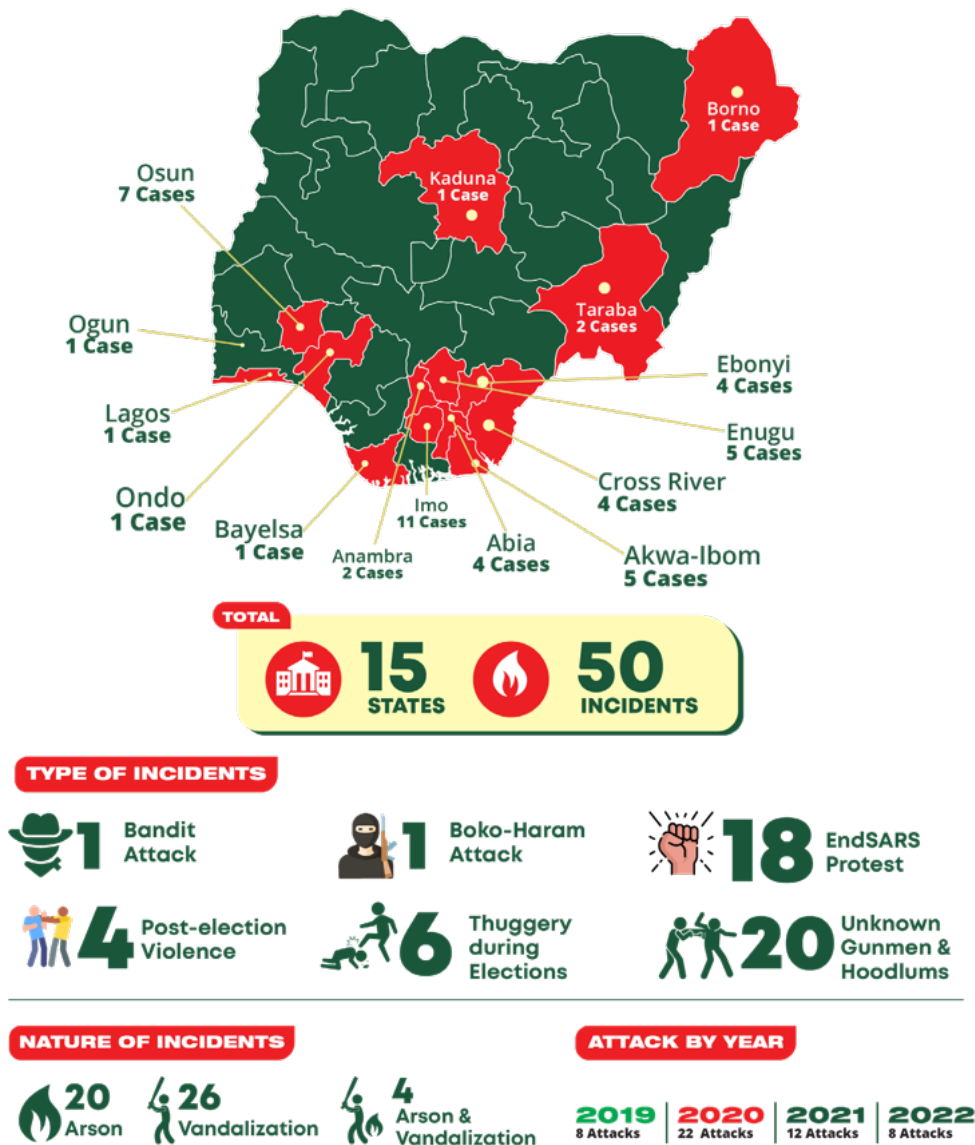 Borno
1 Case
Kaduna
1 Case
Osun
7 Cases
Taraba
2 Cases
Ogun
1 Case
Ebonyi
4 Cases
Lagos
1 Case
Enugu
5 Cases
Cross River
4 Cases
Ondo
1 Case
Imo
11 Cases
Bayelsa
1 Case
Abia
4 Cases
Anambra
2 Cases
Akwa-Ibom
5 Cases
TOTAL
15
STATES
50
INCIDENTS
TYPE OF INCIDENTS
1 Bandit
Attack
1 Boko-Haram
Attack
18 EndSARS
Protest
4 Post-election
Violence
6 Thuggery
during
Elections
20 Unknown
Gunmen &
Hoodlums
NATURE OF INCIDENTS
20
Arson
26
Vandalization
4
Arson &
Vandalization
ATTACK BY YEAR
2019
8 Attacks
2020
22 Attacks
2021
12 Attacks
2022
8 Attacks